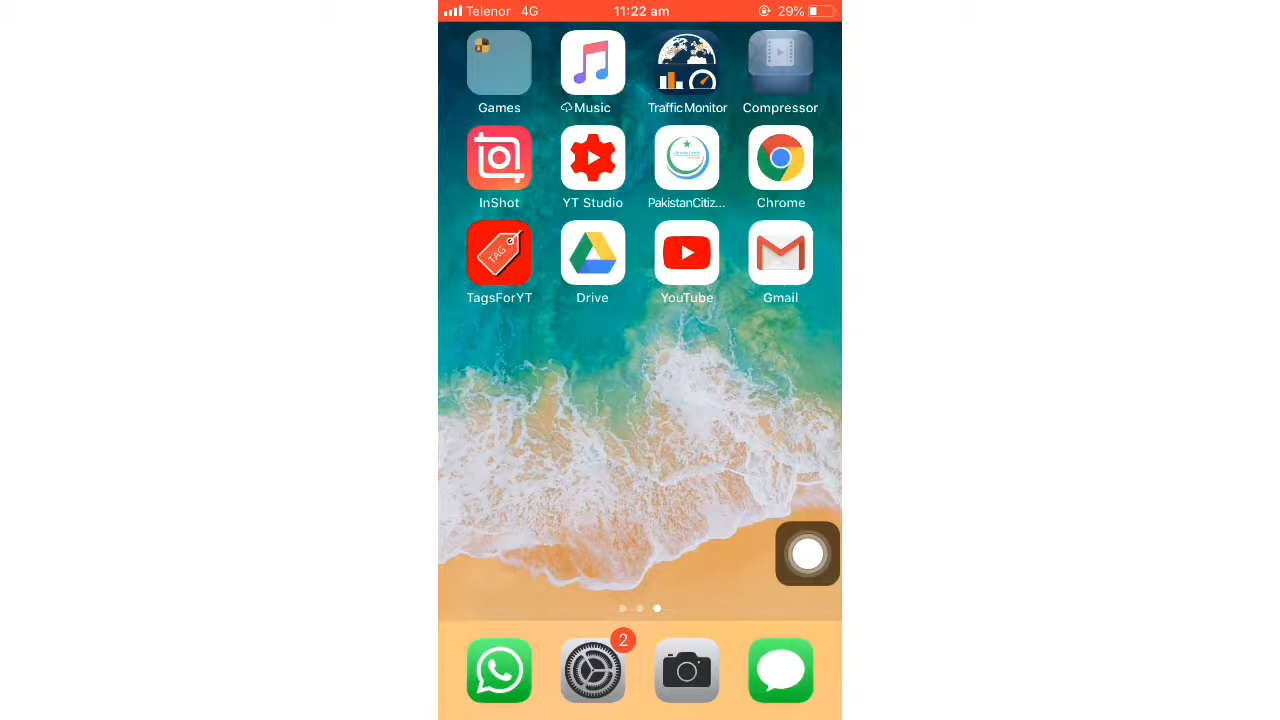 Telenor 4G 11:22 am 29%
Games Music Traffic Monitor Compressor
InShot YT Studio PakistanCitiz... Chrome
TAG
TagsForYT Drive YouTube Gmail
2